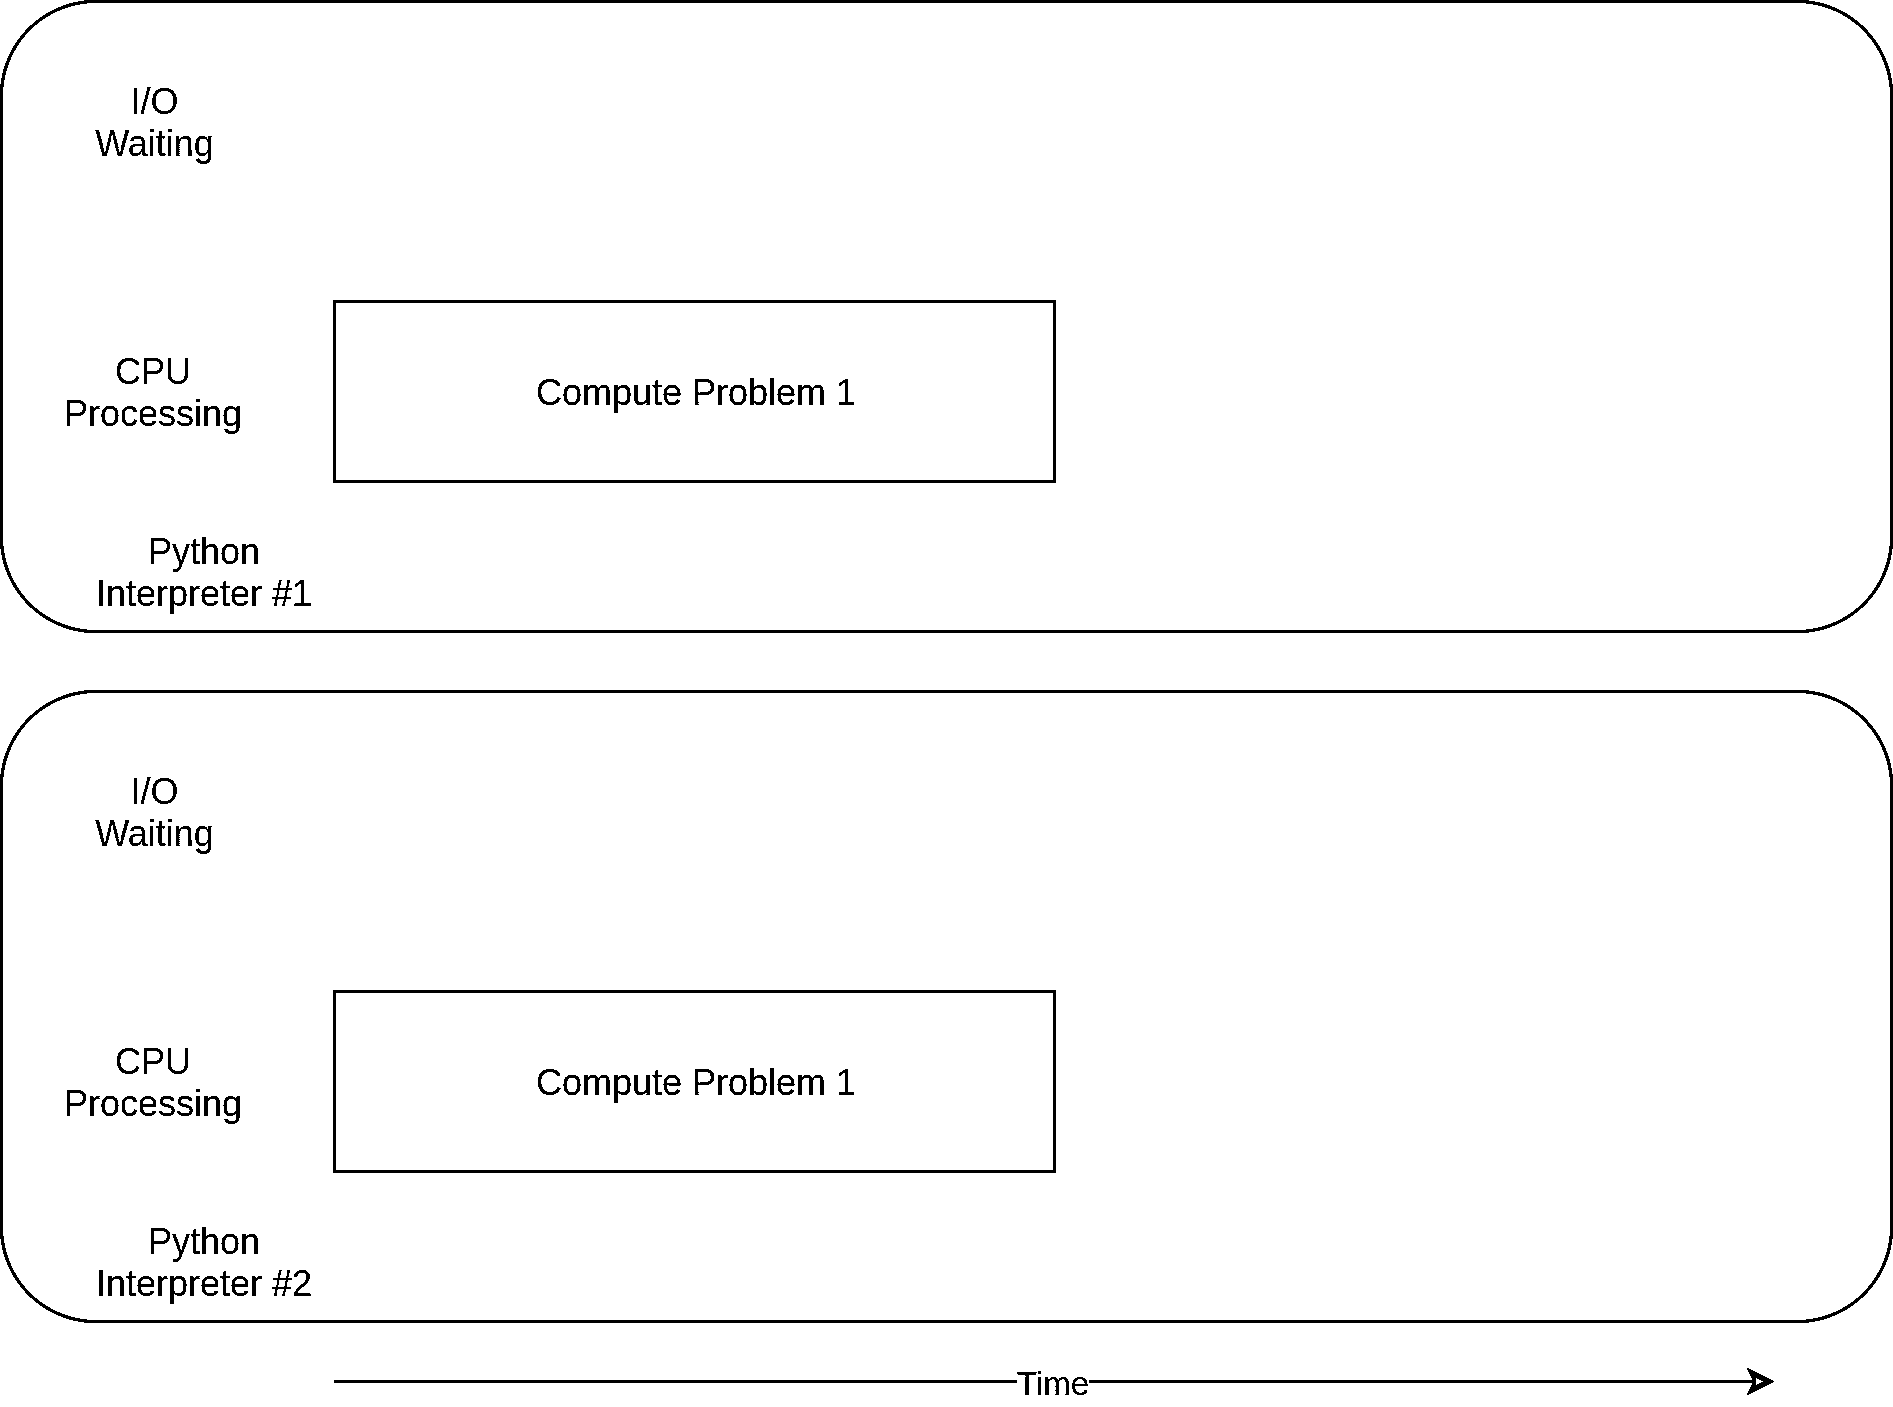 I/O
Waiting
CPU
Processing
Compute Problem 1
Python
Interpreter #1
I/O
Waiting
CPU
Processing
Compute Problem 1
Python
Interpreter #2
Time